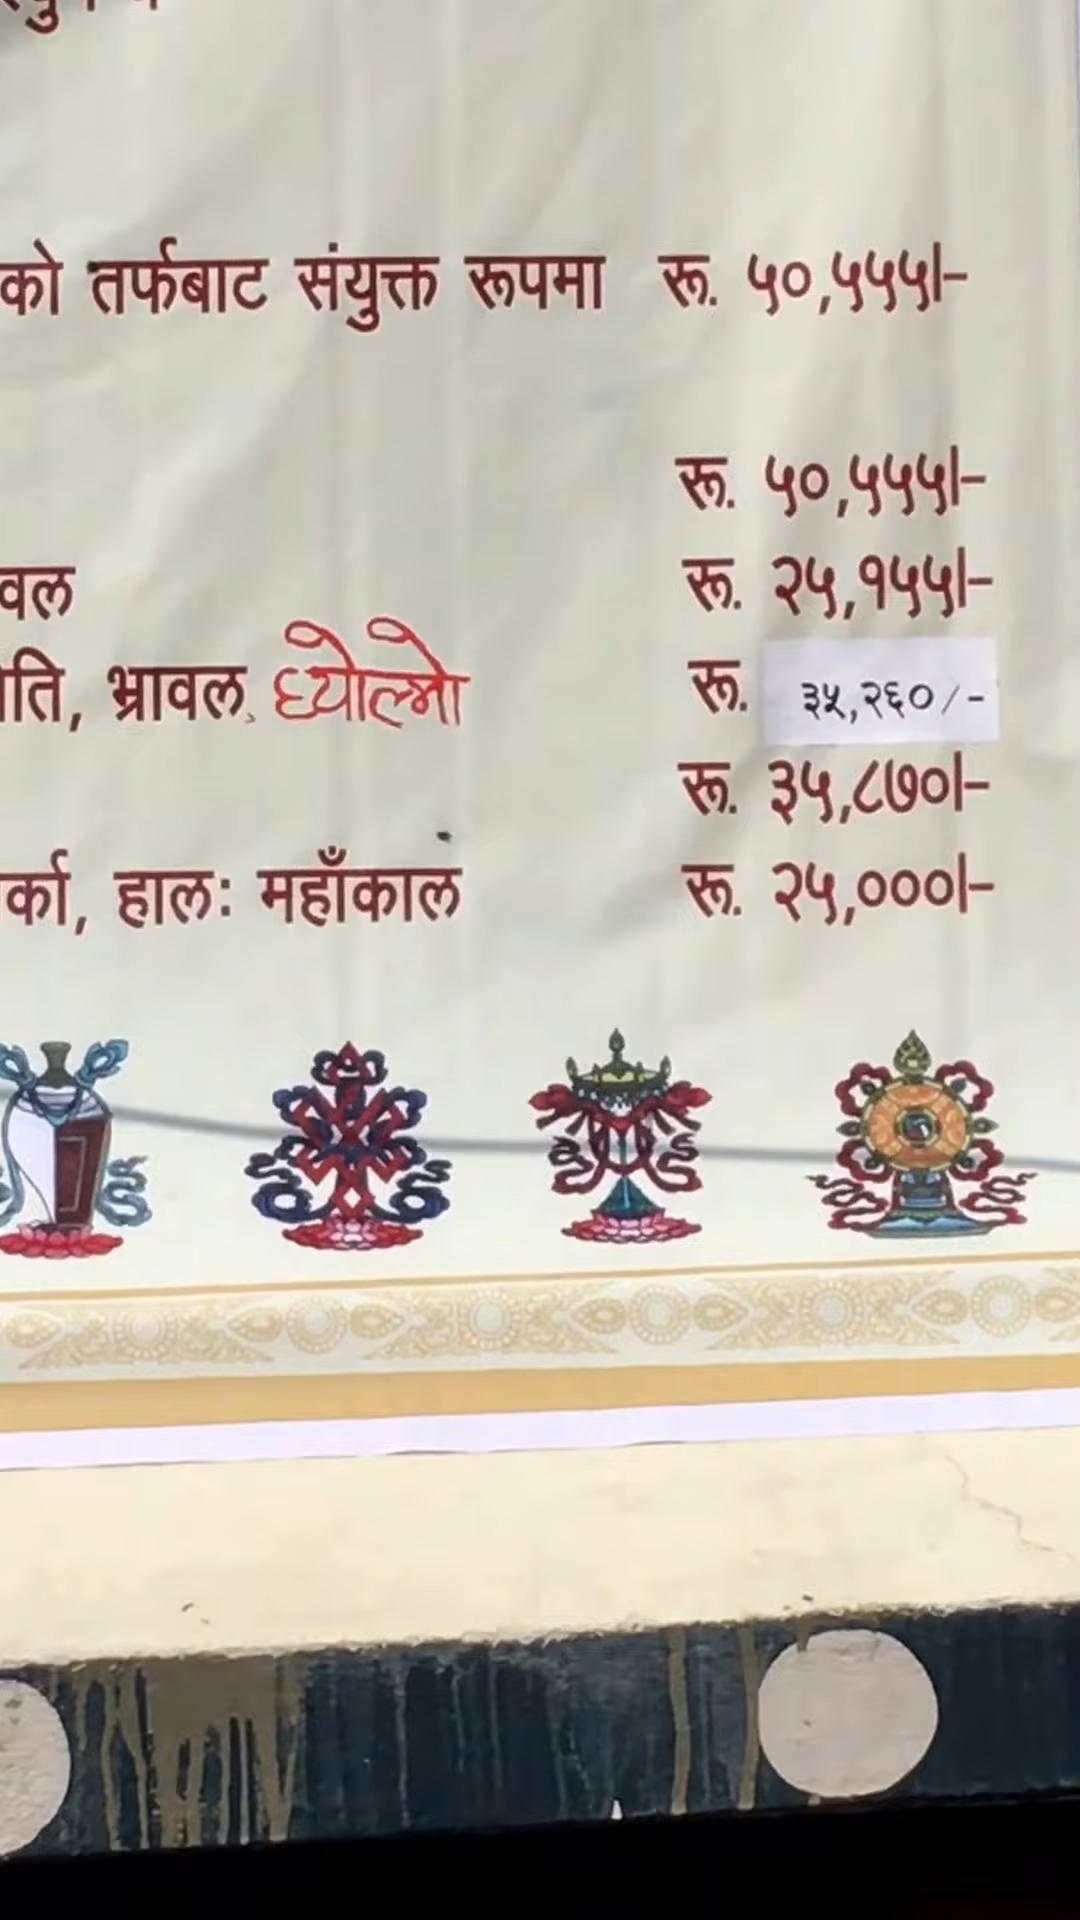 को तर्फबाट संयुक्त रूपमा रू. ५०,५५५।-
रू. ५०,५५५।-
वल रू. २५,१५५।-
ति, भ्रावल, ध्योल्मो रू. ३५,२६०/-
रू. ३५,८७०।-
र्का, हालः महाँकाल रू. २५,०००।-